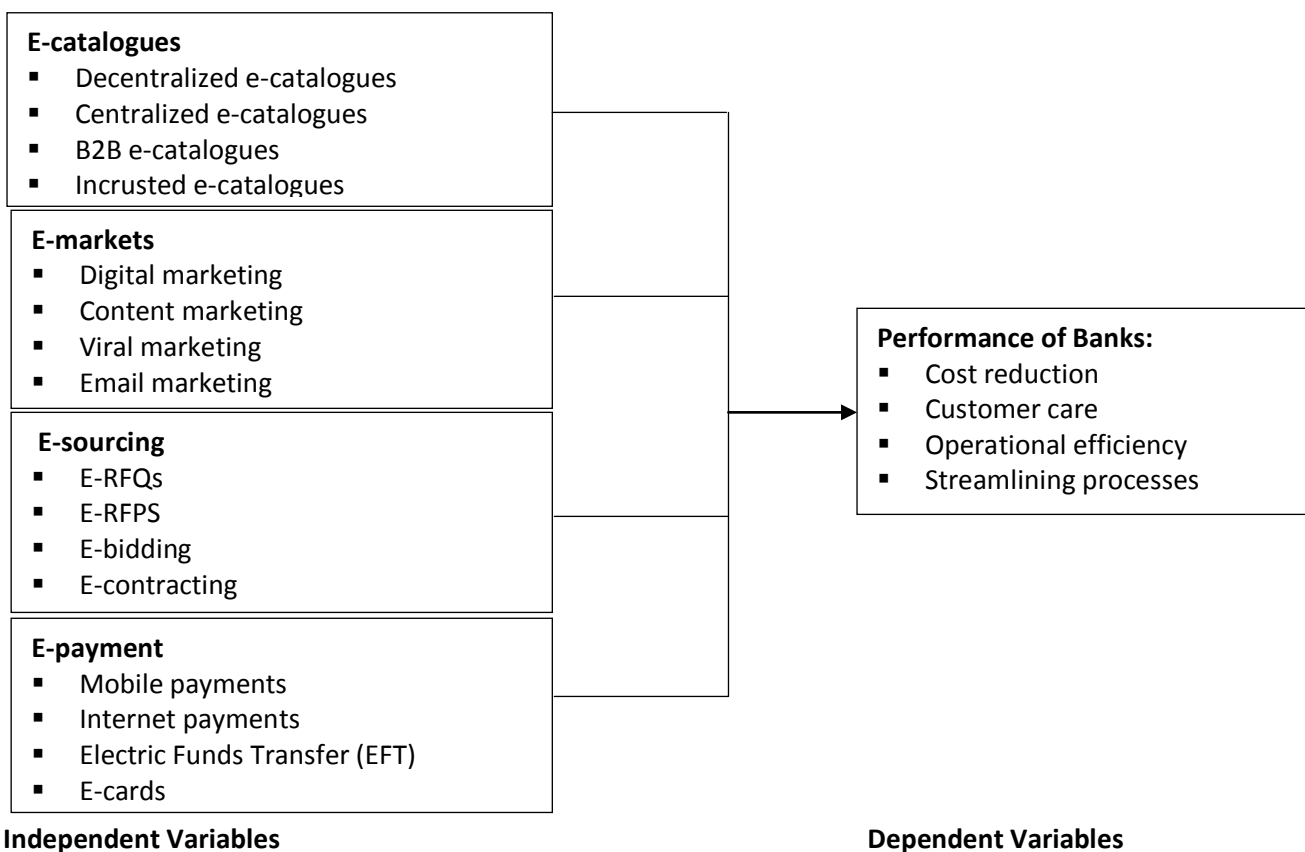 E-catalogues
▪ Decentralized e-catalogues
▪ Centralized e-catalogues
▪ B2B e-catalogues
▪ Incrusted e-catalogues
E-markets
▪ Digital marketing
▪ Content marketing
▪ Viral marketing
▪ Email marketing
E-sourcing
▪ E-RFQs
▪ E-RFPS
▪ E-bidding
▪ E-contracting
E-payment
▪ Mobile payments
▪ Internet payments
▪ Electric Funds Transfer (EFT)
▪ E-cards
Independent Variables
Performance of Banks:
▪ Cost reduction
▪ Customer care
▪ Operational efficiency
▪ Streamlining processes
Dependent Variables